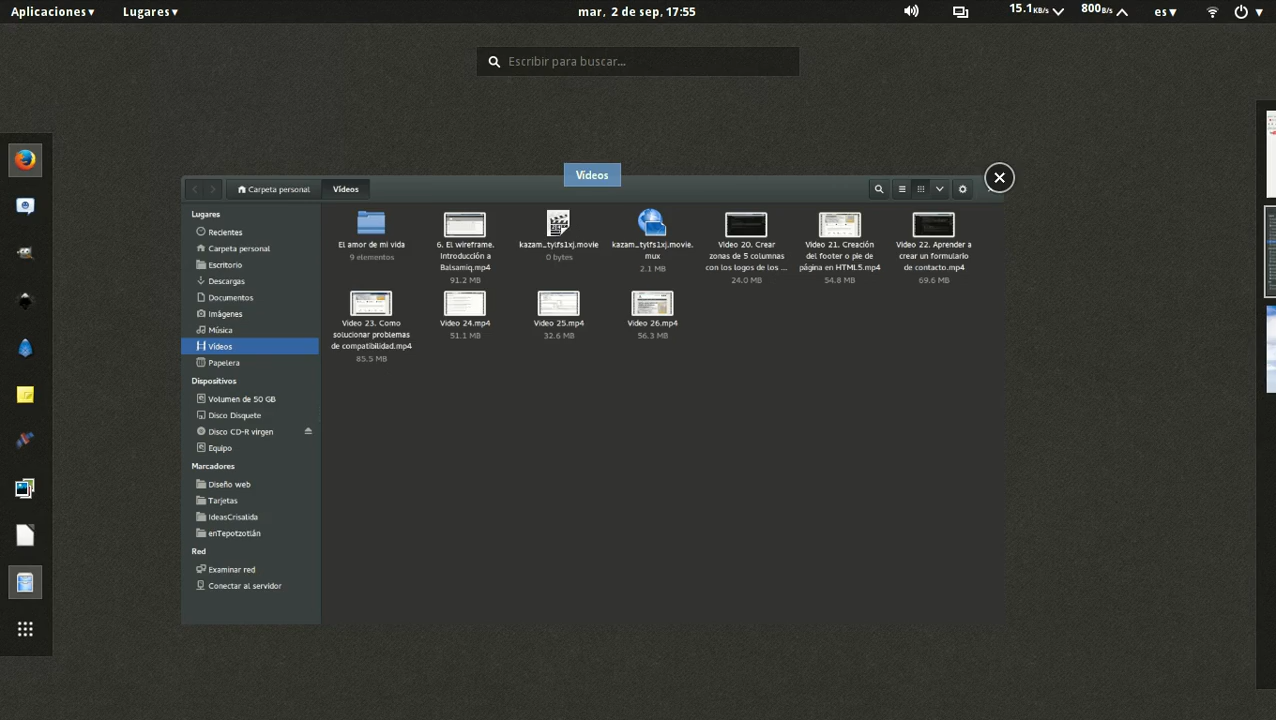 Aplicaciones▾
Lugares▾
mar, 2 de sep, 17:55
15.1 KB/s
800 B/s
es▾
Escribir para buscar...
Vídeos
Carpeta personal
Vídeos
Lugares
Recientes
Carpeta personal
Escritorio
Descargas
Documentos
Imágenes
Música
Vídeos
Papelera
Dispositivos
Volumen de 50 GB
Disco Disquete
Disco CD-R virgen
Equipo
Marcadores
Diseño web
Tarjetas
IdeasCrisalida
enTepotzotlán
Red
Examinar red
Conectar al servidor
El amor de mi vida
9 elementos
6. El wireframe.
Introducción a
Balsamiq.mp4
91.2 MB
kazam_tyifs1xj.movie
0 bytes
kazam_tyifs1xj.movie.
mux
2.1 MB
Video 20. Crear
zonas de 5 columnas
con los logos de los ...
24.0 MB
Video 21. Creación
del footer o pie de
página en HTML5.mp4
54.8 MB
Video 22. Aprender a
crear un formulario
de contacto.mp4
69.6 MB
Video 23. Como
solucionar problemas
de compatibilidad.mp4
85.5 MB
Video 24.mp4
51.1 MB
Video 25.mp4
32.6 MB
Video 26.mp4
56.3 MB